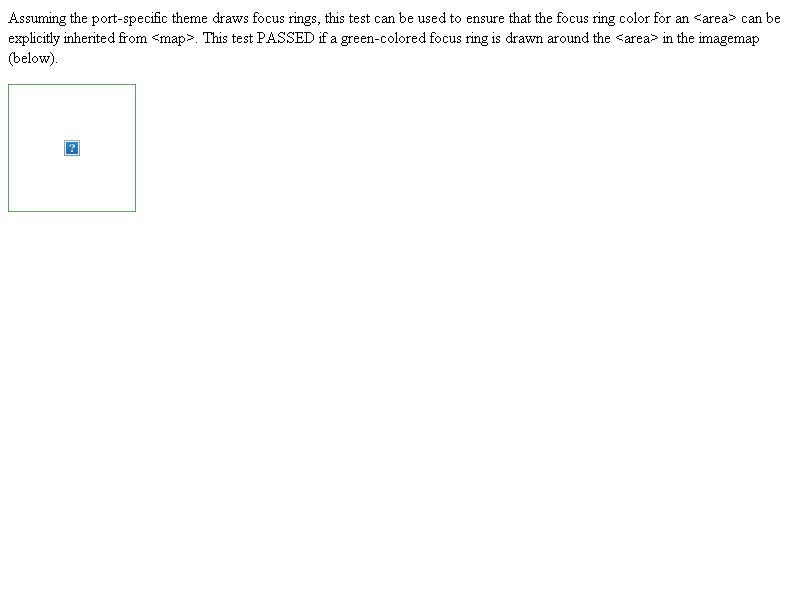 Assuming the port-specific theme draws focus rings, this test can be used to ensure that the focus ring color for an <area> can be
explicitly inherited from <map>. This test PASSED if a green-colored focus ring is drawn around the <area> in the imagemap
(below).
?